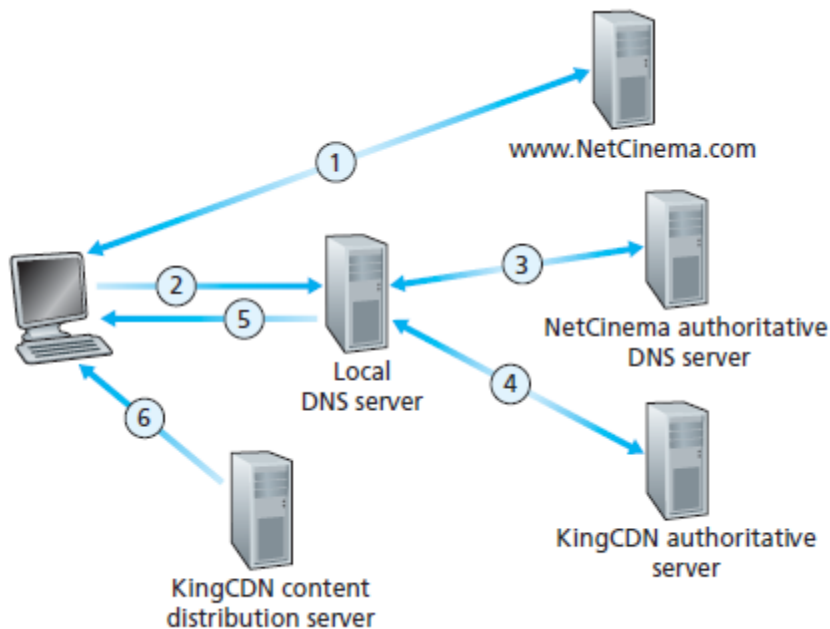 www.NetCinema.com
1
2
3
NetCinema authoritative
DNS server
5
Local
DNS server
4
6
KingCDN authoritative
server
KingCDN content
distribution server